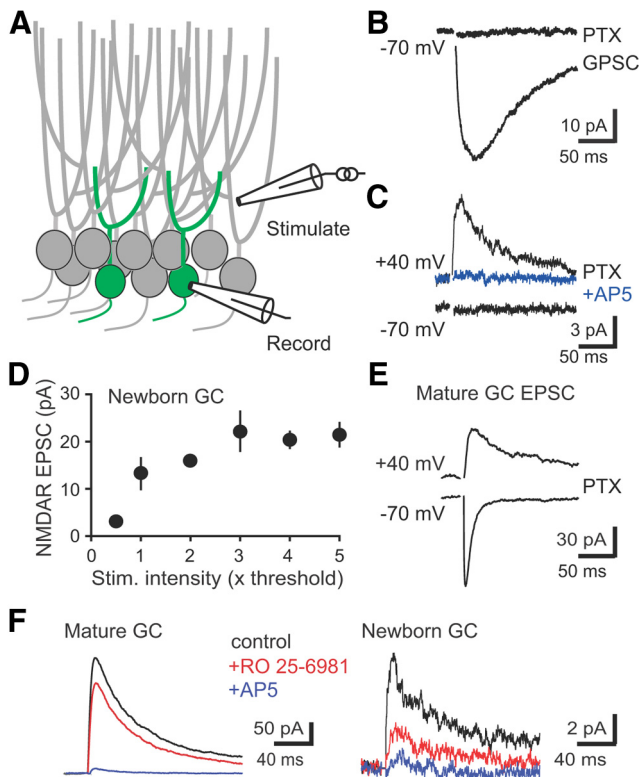 A
Stimulate
Record
B
-70 mV
PTX
GPSC
10 pA
50 ms
C
+40 mV
PTX
+AP5
-70 mV
3 pA
50 ms
D
Newborn GC
NMDAR EPSC (pA)
30
20
10
0
0 1 2 3 4 5
Stim. intensity (x threshold)
E
Mature GC EPSC
+40 mV
PTX
-70 mV
30 pA
50 ms
F
Mature GC
control
+RO 25-6981
+AP5
50 pA
40 ms
Newborn GC
2 pA
40 ms